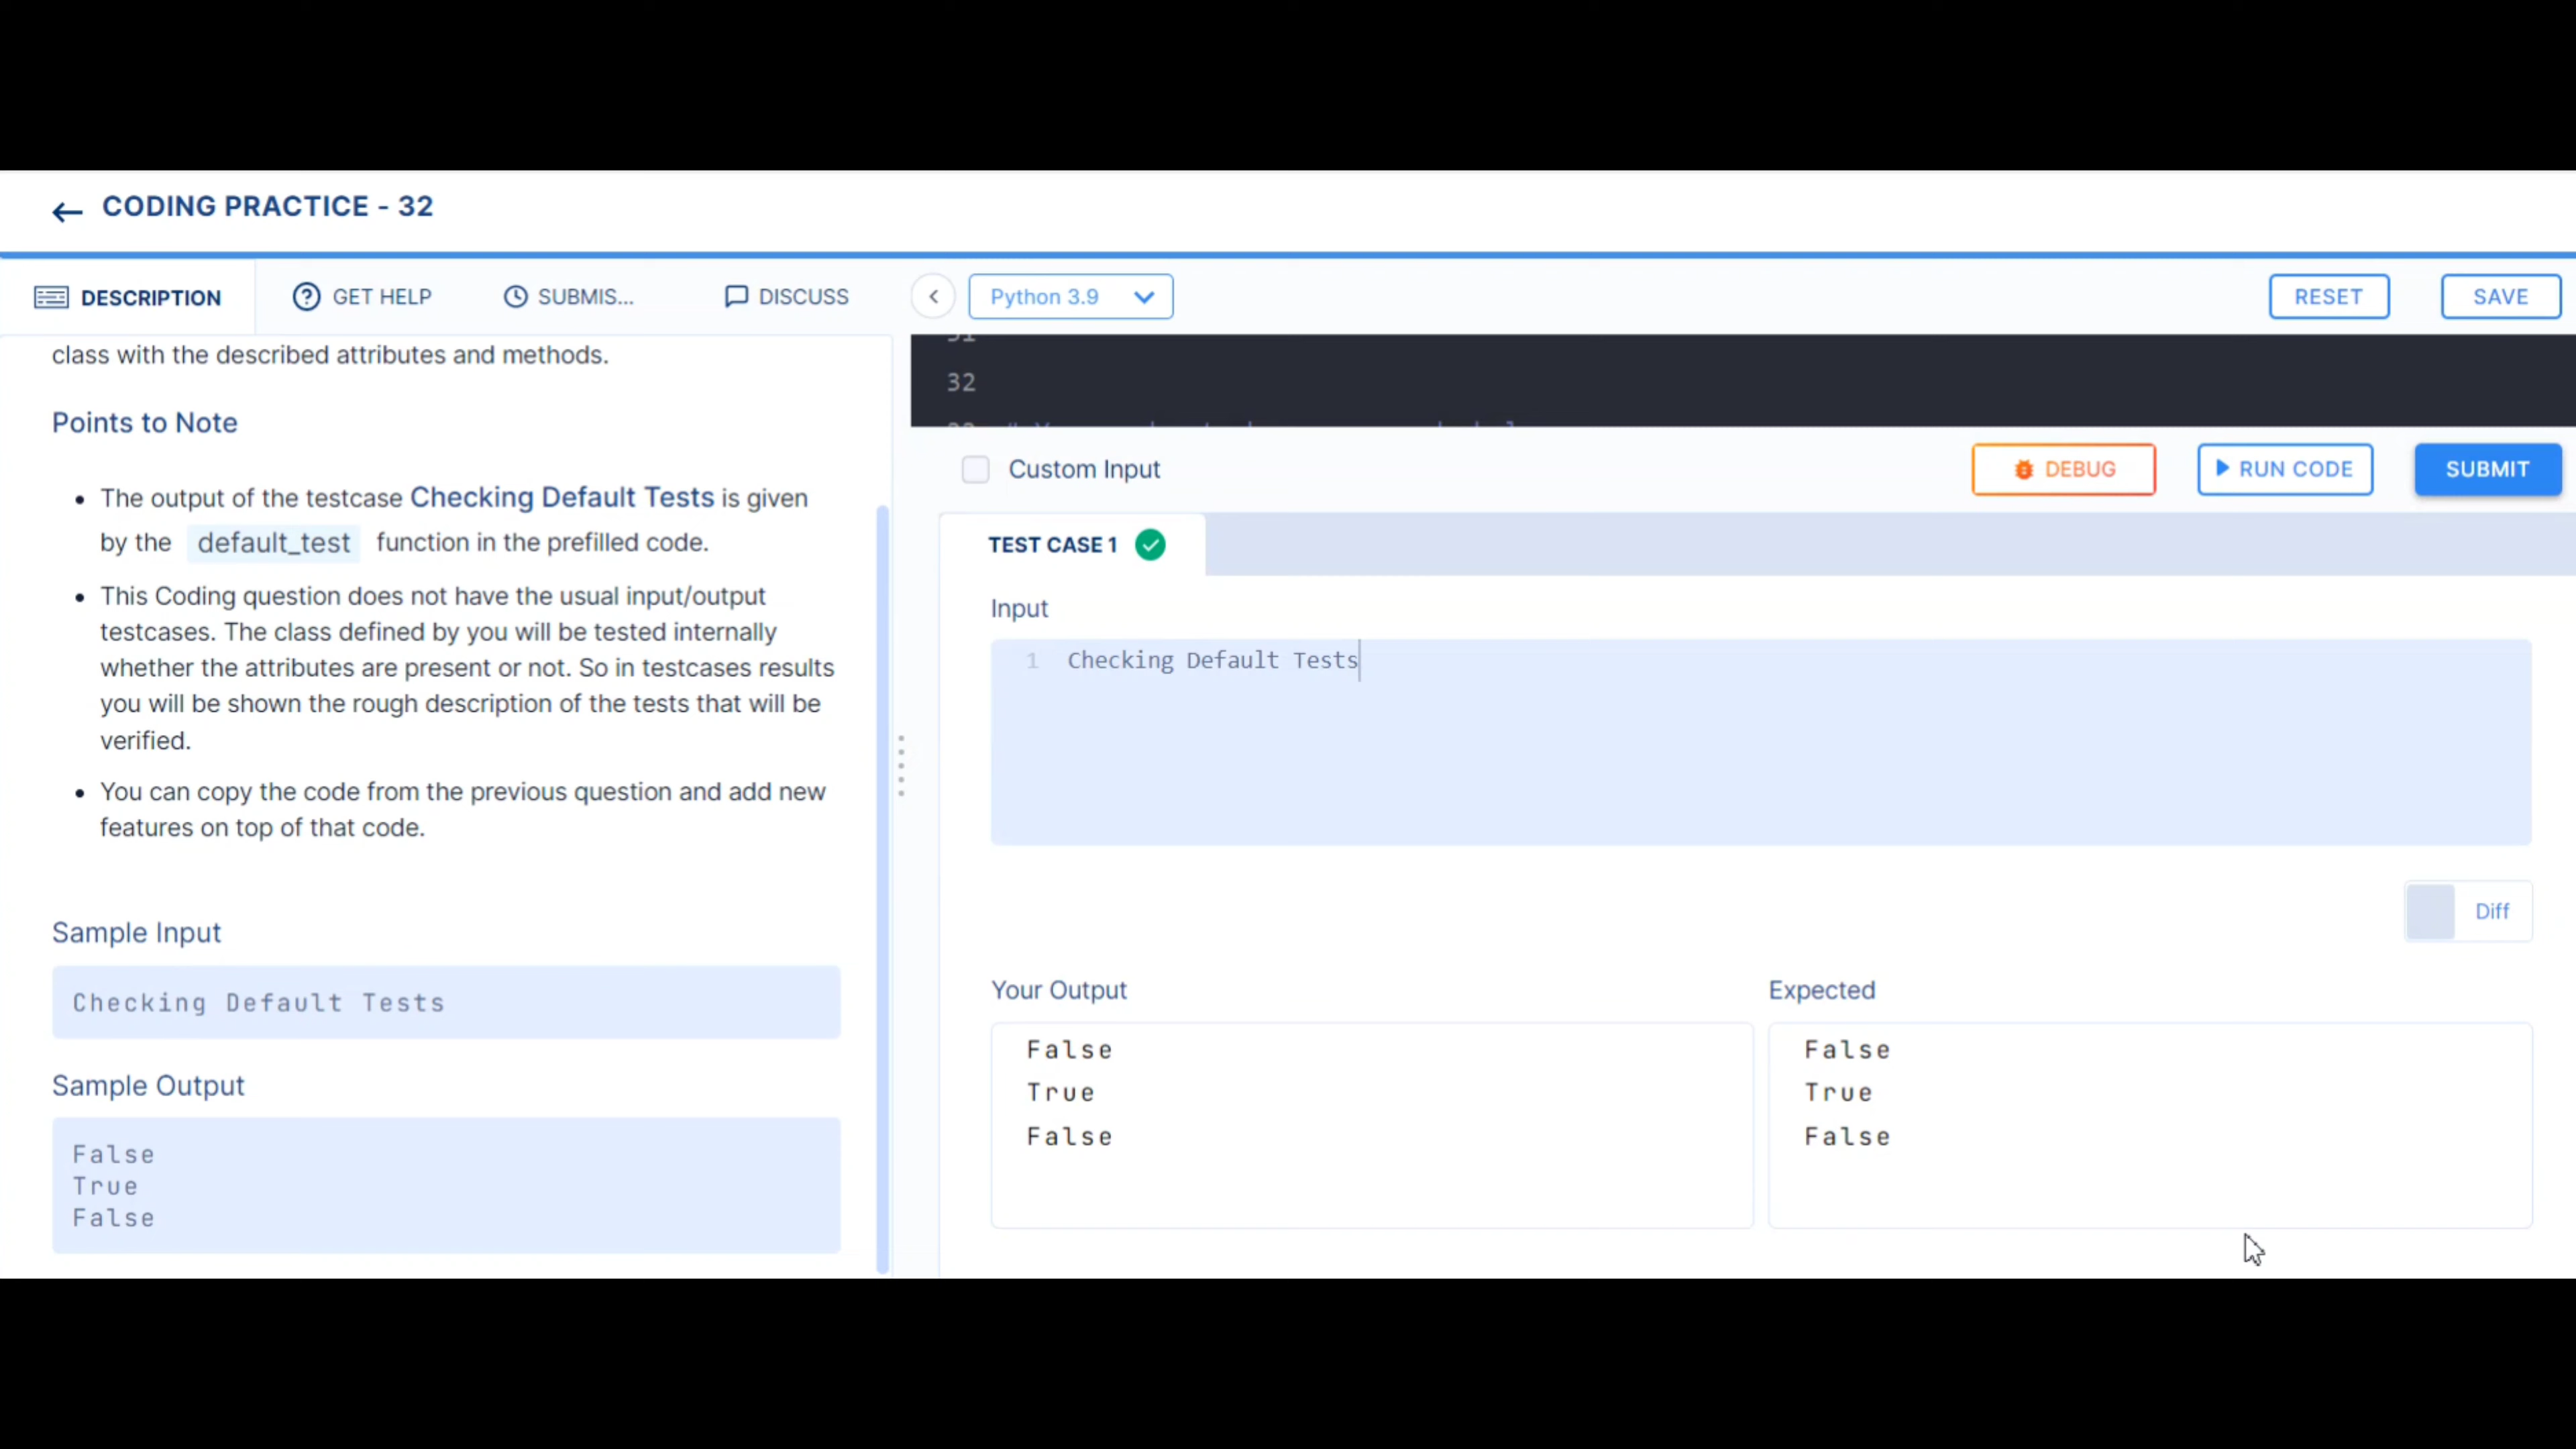 CODING PRACTICE - 32
DESCRIPTION
GET HELP
SUBMIS...
DISCUSS
Python 3.9
RESET
SAVE
class with the described attributes and methods.
Points to Note
The output of the testcase Checking Default Tests is given
by the default_test function in the prefilled code.
This Coding question does not have the usual input/output
testcases. The class defined by you will be tested internally
whether the attributes are present or not. So in testcases results
you will be shown the rough description of the tests that will be
verified.
You can copy the code from the previous question and add new
features on top of that code.
Sample Input
Checking Default Tests
Sample Output
False
True
False
32
Custom Input
DEBUG
RUN CODE
SUBMIT
TEST CASE 1
Input
1 Checking Default Tests
Diff
Your Output
False
True
False
Expected
False
True
False